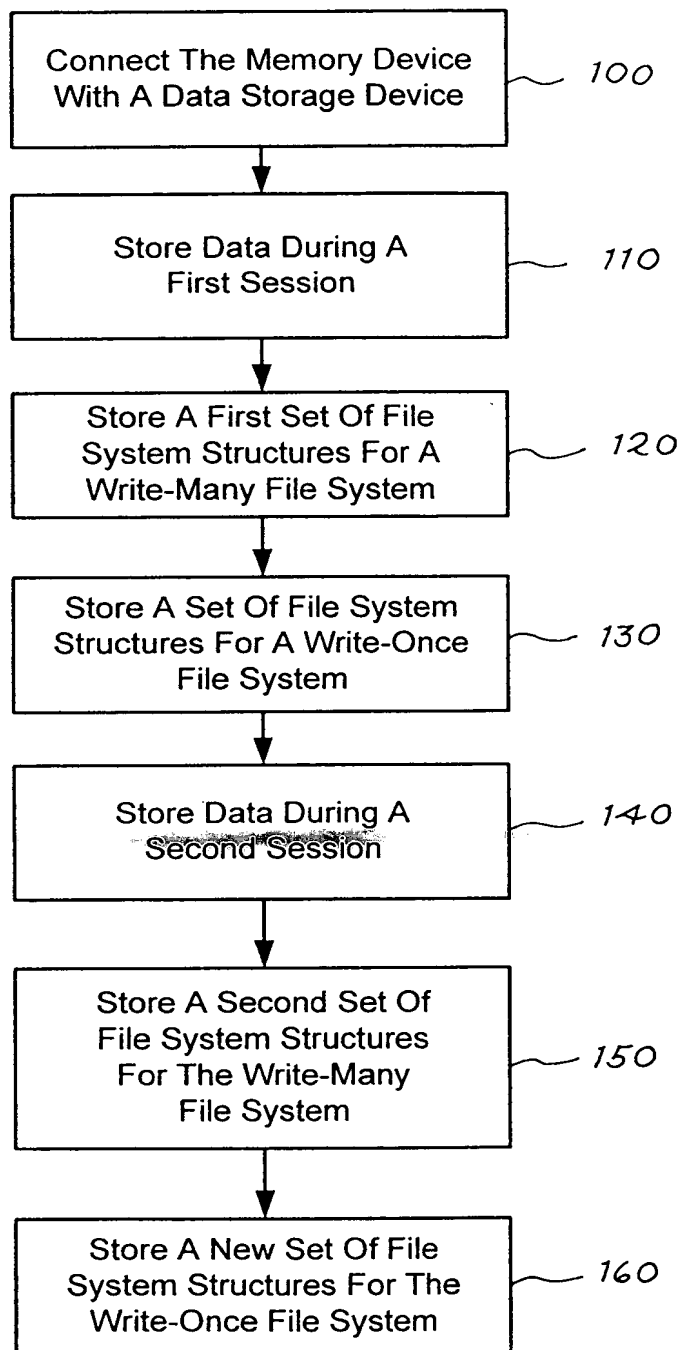 Connect The Memory Device
With A Data Storage Device
100
Store Data During A
First Session
110
Store A First Set Of File
System Structures For A
Write-Many File System
120
Store A Set Of File System
Structures For A Write-Once
File System
130
Store Data During A
Second Session
140
Store A Second Set Of
File System Structures
For The Write-Many
File System
150
Store A New Set Of File
System Structures For The
Write-Once File System
160